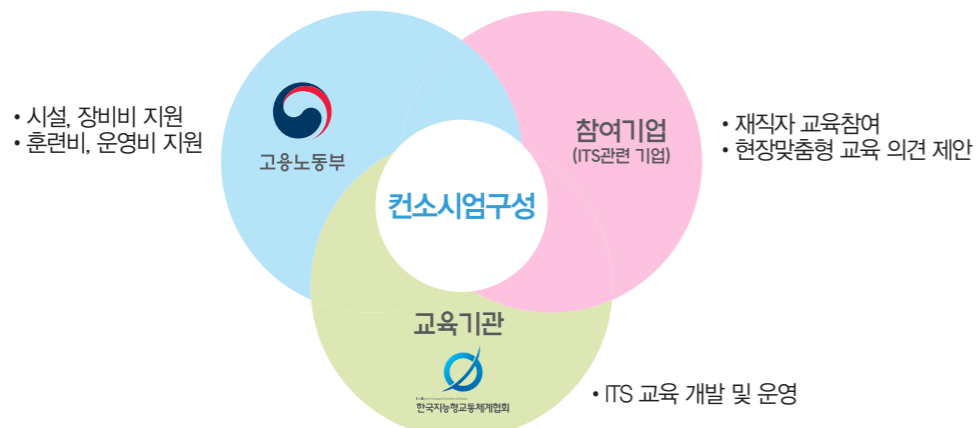 • 시설, 장비비 지원
• 훈련비, 운영비 지원
고용노동부
참여기업
(ITS관련 기업)
• 재직자 교육참여
• 현장맞춤형 교육 의견 제안
컨소시엄구성
교육기관
한국지능형교통체계협회
• ITS 교육 개발 및 운영